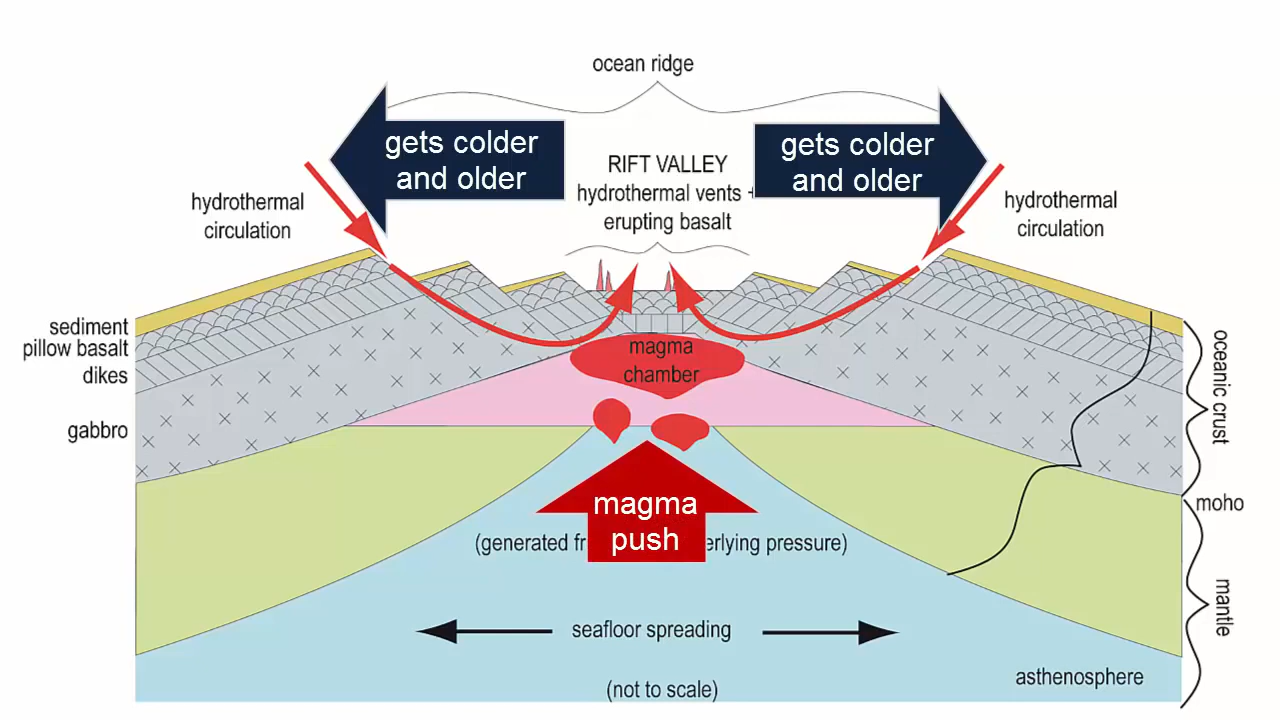 ocean ridge
gets colder
and older
RIFT VALLEY
hydrothermal vents +
erupting basalt
gets colder
and older
hydrothermal
circulation
hydrothermal
circulation
sediment
pillow basalt
dikes
gabbro
magma
chamber
oceanic crust
moho
mantle
magma
push
(generated fr erlying pressure)
seafloor spreading
asthenosphere
(not to scale)